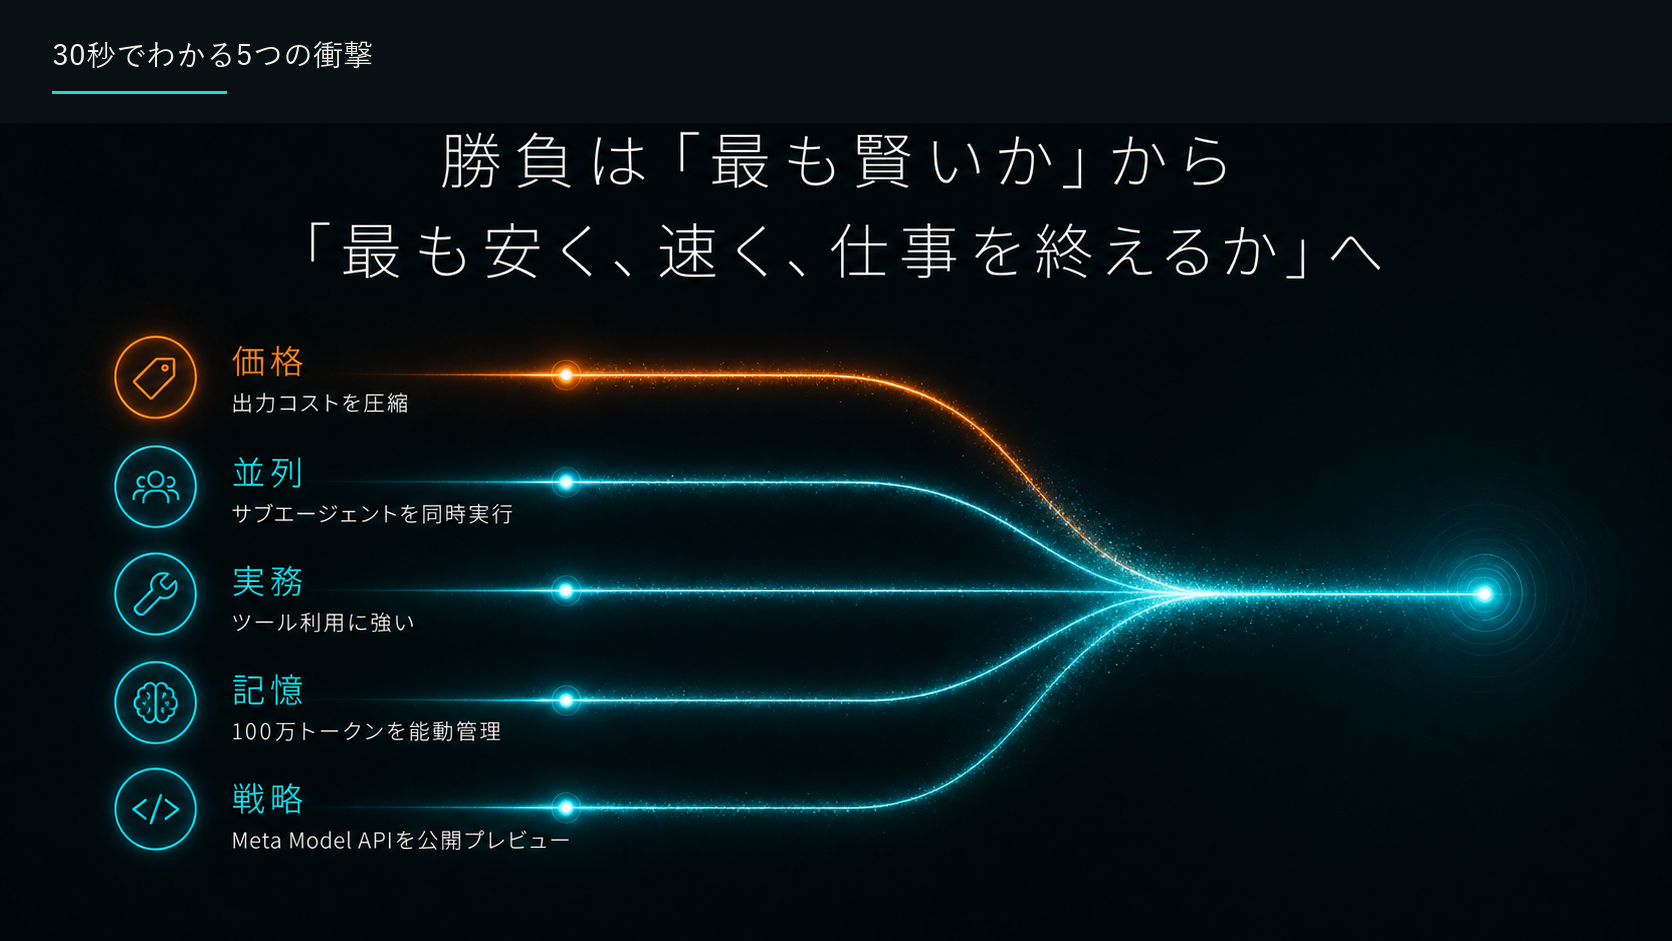 30秒でわかる5つの衝撃
勝負は「最も賢いか」から
「最も安く、速く、仕事を終えるか」へ
価格
出力コストを圧縮
並列
サブエージェントを同時実行
実務
ツール利用に強い
記憶
100万トークンを能動管理
戦略
Meta Model APIを公開プレビュー